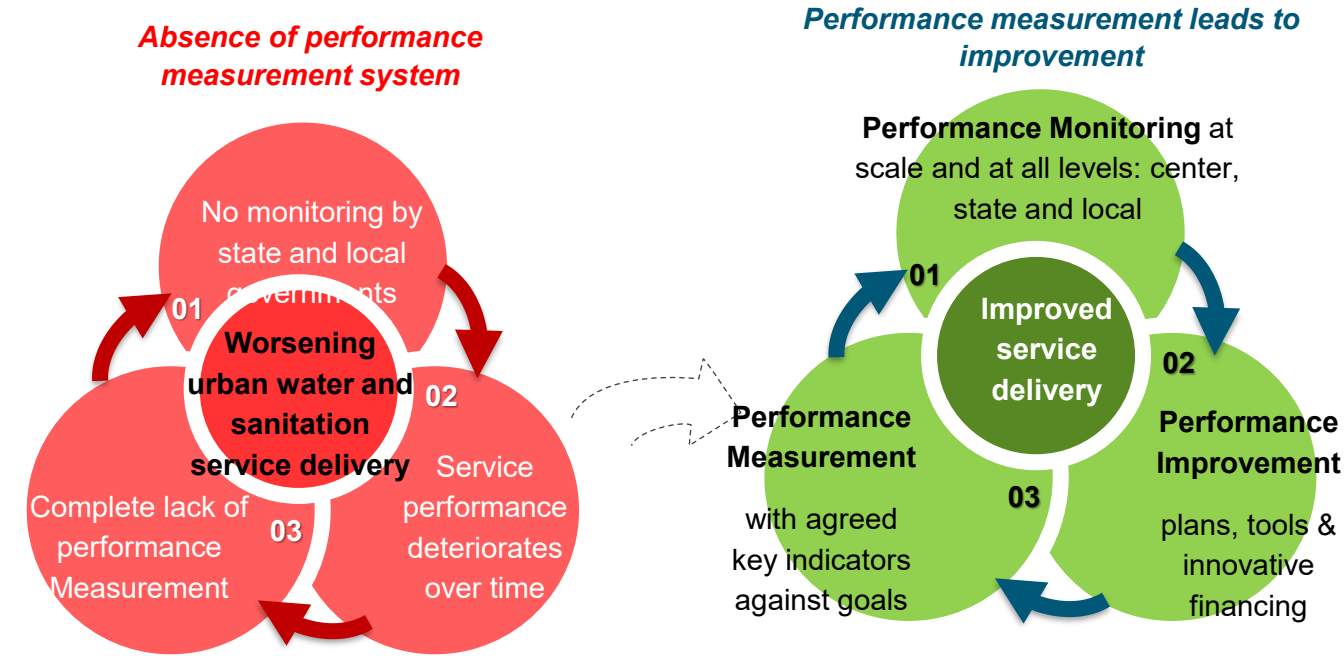 Absence of performance
measurement system
No monitoring by
state and local
governments
01
Worsening
urban water and
sanitation
service delivery
02
Service
performance
deteriorates
over time
03
Complete lack of
performance
Measurement
Performance measurement leads to
improvement
Performance Monitoring at
scale and at all levels: center,
state and local
01
Improved
service
delivery
02
Performance
Improvement
plans, tools &
innovative
financing
03
Performance
Measurement
with agreed
key indicators
against goals